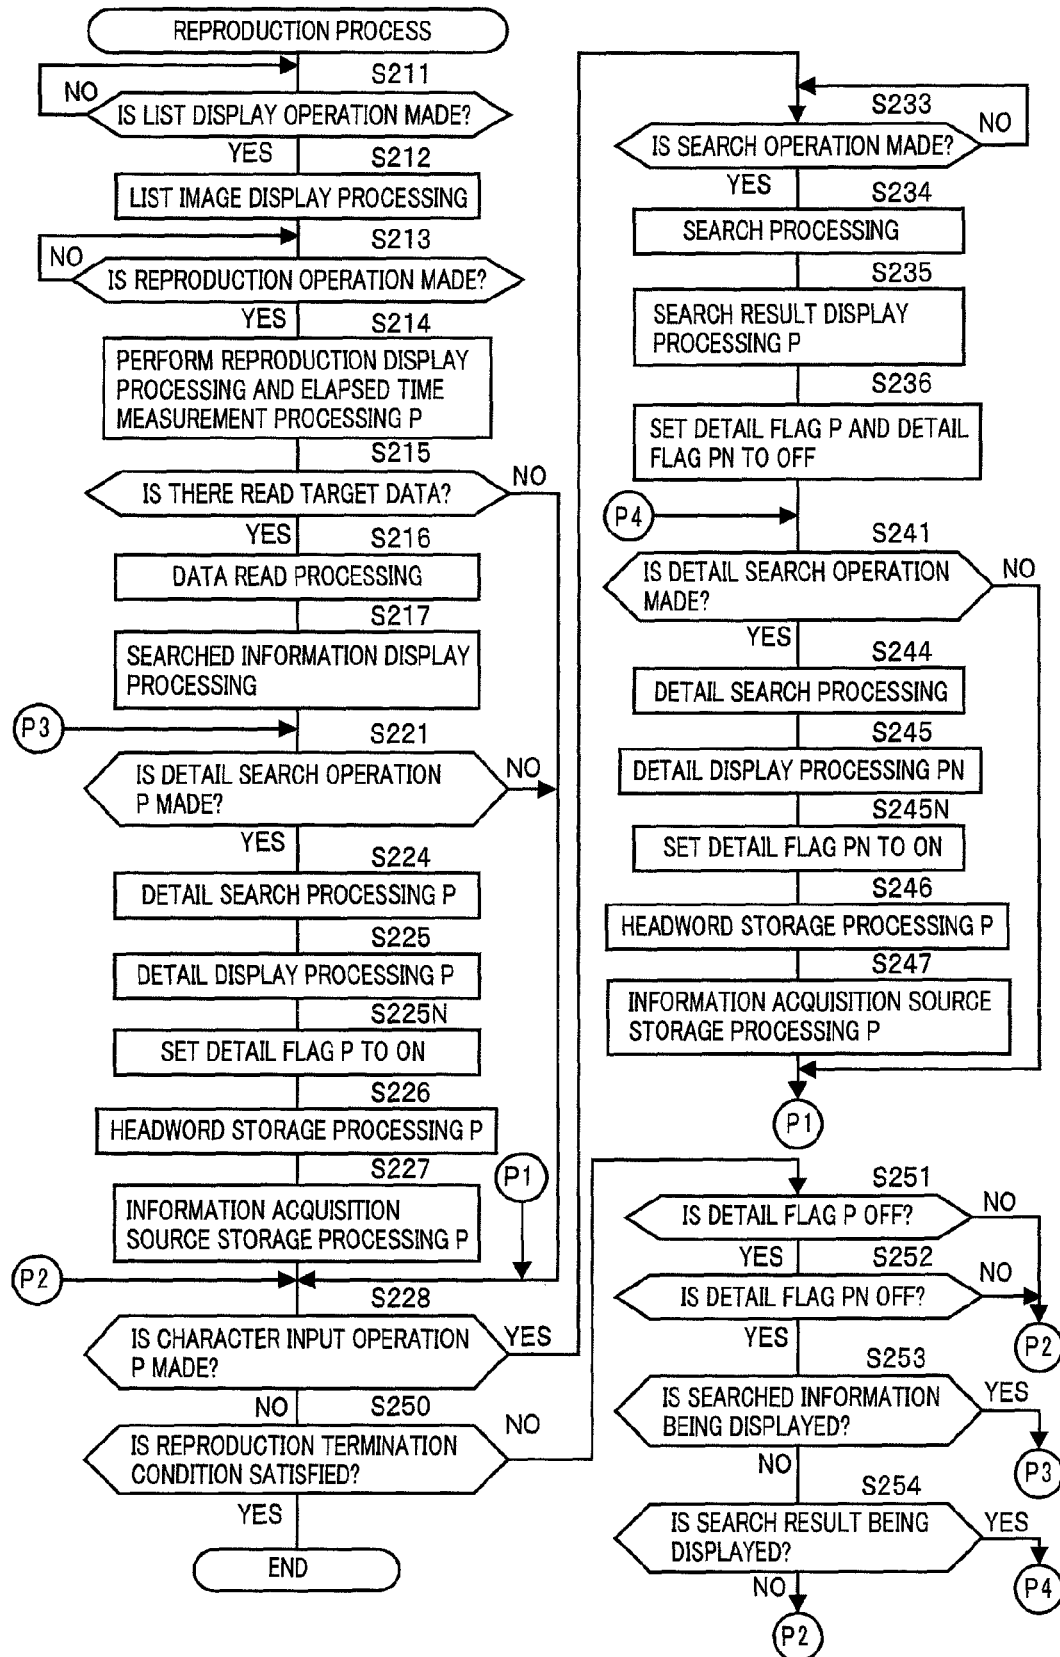 REPRODUCTION PROCESS
S211
NO
IS LIST DISPLAY OPERATION MADE?
YES
S212
LIST IMAGE DISPLAY PROCESSING
S213
NO
IS REPRODUCTION OPERATION MADE?
YES
S214
PERFORM REPRODUCTION DISPLAY
PROCESSING AND ELAPSED TIME
MEASUREMENT PROCESSING P
S215
NO
IS THERE READ TARGET DATA?
YES
S216
DATA READ PROCESSING
S217
SEARCHED INFORMATION DISPLAY
PROCESSING
P3
S221
IS DETAIL SEARCH OPERATION
P MADE?
NO
YES
S224
DETAIL SEARCH PROCESSING P
S225
DETAIL DISPLAY PROCESSING P
S225N
SET DETAIL FLAG P TO ON
S226
HEADWORD STORAGE PROCESSING P
S227
P1
INFORMATION ACQUISITION
SOURCE STORAGE PROCESSING P
P2
S228
IS CHARACTER INPUT OPERATION
P MADE?
YES
NO
S250
NO
IS REPRODUCTION TERMINATION
CONDITION SATISFIED?
YES
END
S233
NO
IS SEARCH OPERATION MADE?
YES
S234
SEARCH PROCESSING
S235
SEARCH RESULT DISPLAY
PROCESSING P
S236
SET DETAIL FLAG P AND DETAIL
FLAG PN TO OFF
P4
S241
IS DETAIL SEARCH OPERATION
MADE?
NO
YES
S244
DETAIL SEARCH PROCESSING
S245
DETAIL DISPLAY PROCESSING PN
S245N
SET DETAIL FLAG PN TO ON
S246
HEADWORD STORAGE PROCESSING P
S247
INFORMATION ACQUISITION SOURCE
STORAGE PROCESSING P
P1
S251
IS DETAIL FLAG P OFF?
NO
YES
S252
IS DETAIL FLAG PN OFF?
NO
P2
YES
S253
IS SEARCHED INFORMATION
BEING DISPLAYED?
YES
P3
NO
S254
IS SEARCH RESULT BEING
DISPLAYED?
YES
P4
NO
P2